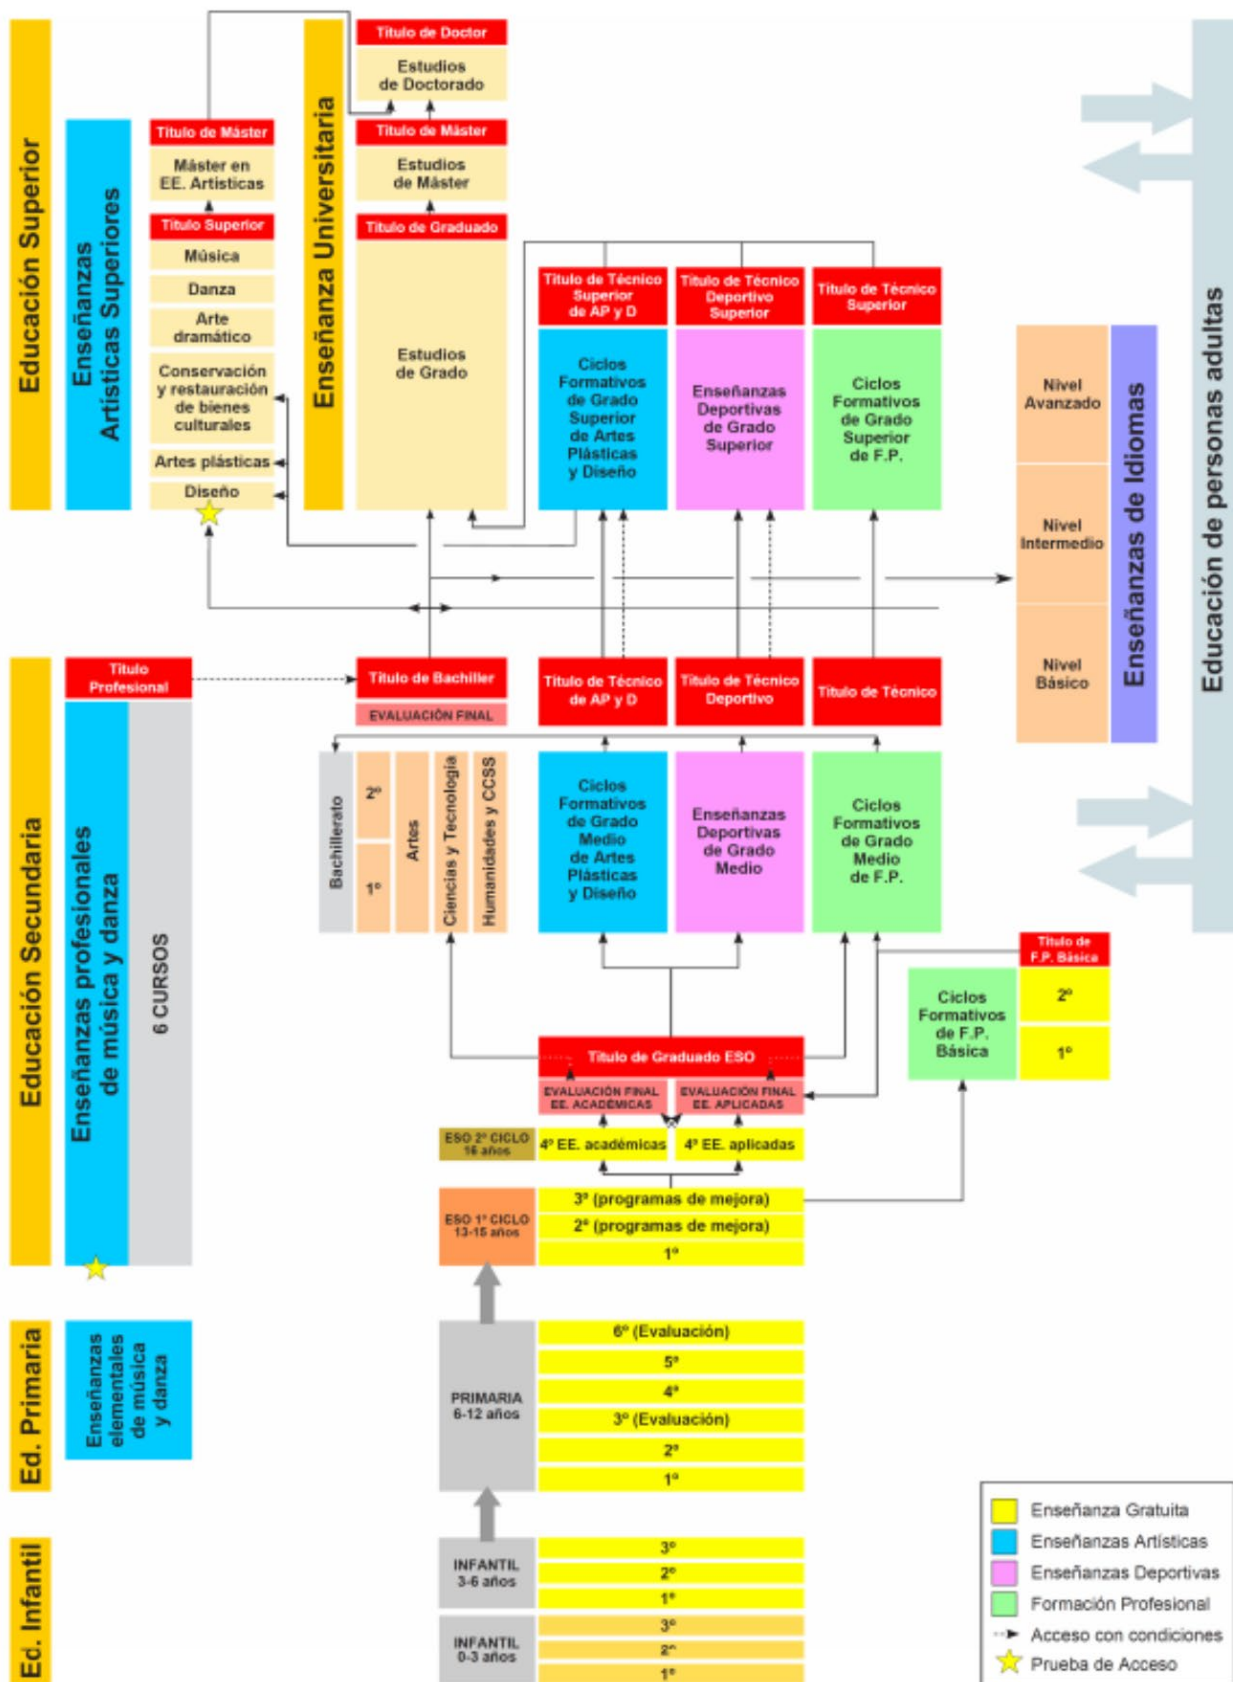 Educación Superior
Enseñanzas
Artísticas Superiores
Título de Máster
Máster en
EE. Artísticas
Título Superior
Música
Danza
Arte
dramático
Conservación
y restauración
de bienes
culturales
Artes plásticas
Diseño
Enseñanza Universitaria
Título de Doctor
Estudios
de Doctorado
Título de Máster
Estudios
de Máster
Título de Graduado
Estudios
de Grado
Título de Técnico
Superior
de AP y D
Ciclos
Formativos
de Grado
Superior
de Artes
Plásticas
y Diseño
Título de Técnico
Deportivo
Superior
Enseñanzas
Deportivas
de Grado
Superior
Título de Técnico
Superior
Ciclos
Formativos
de Grado
Superior
de F.P.
Nivel
Avanzado
Nivel
Intermedio
Nivel
Básico
Enseñanzas de Idiomas
Educación de personas adultas
Educación Secundaria
Título
Profesional
Enseñanzas profesionales
de música y danza
6 CURSOS
Título de Bachiller
EVALUACIÓN FINAL
Bachillerato
2º
1º
Artes
Ciencias y Tecnología
Humanidades y CCSS
Título de Técnico
de AP y D
Ciclos
Formativos
de Grado
Medio
de Artes
Plásticas
y Diseño
Título de Técnico
Deportivo
Enseñanzas
Deportivas
de Grado
Medio
Título de Técnico
Ciclos
Formativos
de Grado
Medio
de F.P.
Título de
F.P. Básica
Ciclos
Formativos
de F.P.
Básica
2º
1º
Título de Graduado ESO
EVALUACIÓN FINAL
EE. ACADÉMICAS
EVALUACIÓN FINAL
EE. APLICADAS
ESO 2º CICLO
16 años
4º EE. académicas
4º EE. aplicadas
ESO 1º CICLO
13-15 años
3º (programas de mejora)
2º (programas de mejora)
1º
Ed. Primaria
Enseñanzas
elementales
de música
y danza
PRIMARIA
6-12 años
6º (Evaluación)
5º
4º
3º (Evaluación)
2º
1º
Ed. Infantil
INFANTIL
3-6 años
3º
2º
1º
INFANTIL
0-3 años
3º
2º
1º
Enseñanza Gratuita
Enseñanzas Artísticas
Enseñanzas Deportivas
Formación Profesional
Acceso con condiciones
Prueba de Acceso